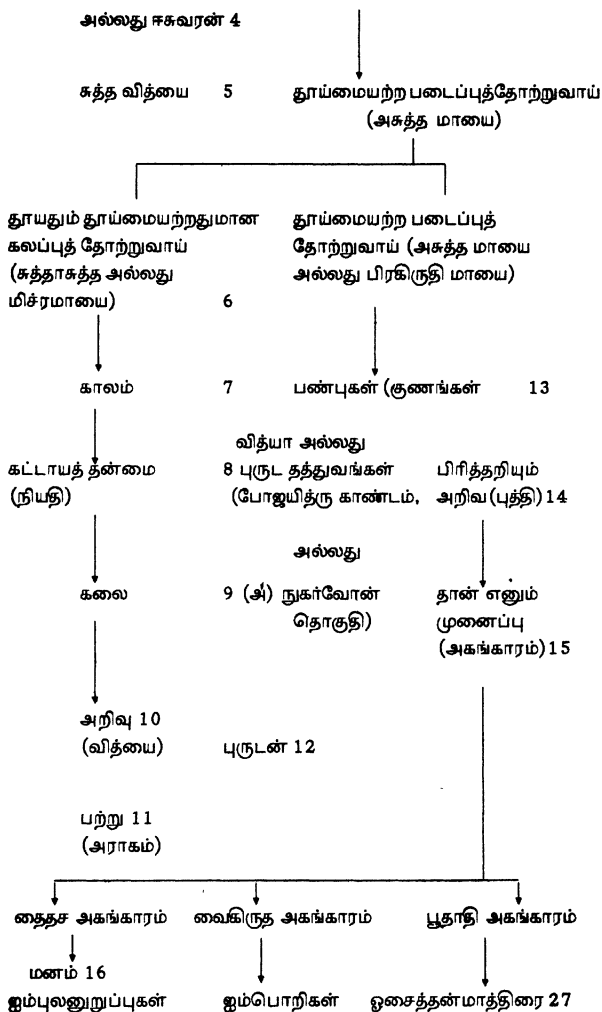 அல்லது ஈசுவரன் 4
சுத்த வித்யை 5 தூய்மையற்ற படைப்புத்தோற்றுவாய்
(அசுத்த மாயை)
தூயதும் தூய்மையற்றதுமான தூய்மையற்ற படைப்புத்
கலப்புத் தோற்றுவாய் தோற்றுவாய் (அசுத்த மாயை
(சுத்தாசுத்த அல்லது அல்லது பிரகிருதி மாயை)
மிச்ரமாயை) 6
காலம் 7 பண்புகள் (குணங்கள் 13
வித்யா அல்லது
கட்டாயத் தன்மை 8 புருட தத்துவங்கள் பிரித்தறியும்
(நியதி) (போஜயித்ரு காண்டம், அறிவ (புத்தி) 14
அல்லது
கலை 9 (அ) நுகர்வோன் தான் எனும்
தொகுதி) முனைப்பு
(அகங்காரம்) 15
அறிவு 10
(வித்யை) புருடன் 12
பற்று 11
(அராகம்)
தைதச அகங்காரம் வைகிருத அகங்காரம் பூதாதி அகங்காரம்
மனம் 16
ஐம்புலனுறுப்புகள் ஐம்பொறிகள் ஓசைத்தன்மாத்திரை 27